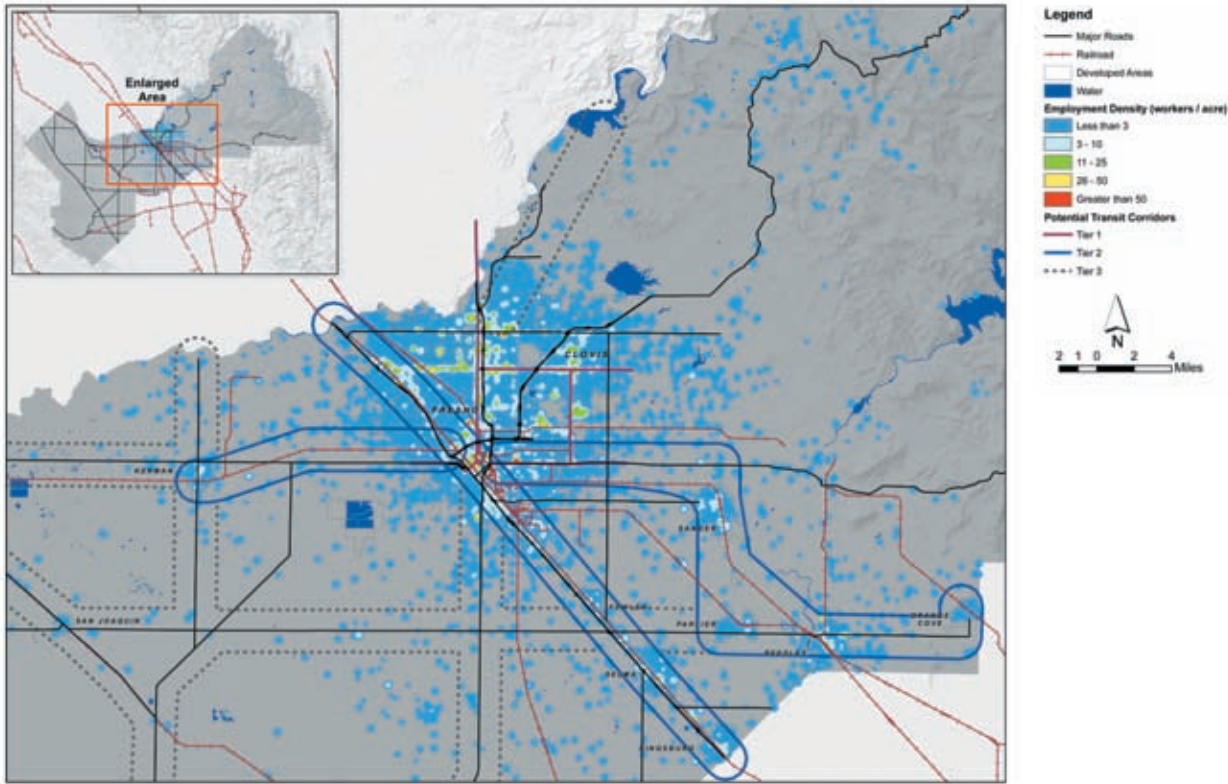 Enlarged
Area
CLOVIS
FRESNO
KERMAN
SANGER
SAN JOAQUIN
FOWLER
PARLIER
ORANGE
COVE
REEDLEY
SELMA
KINGSBURG
Legend
Major Roads
Railroad
Developed Areas
Water
Employment Density (workers / acre)
Less than 3
3 - 10
11 - 25
26 - 50
Greater than 50
Potential Transit Corridors
Tier 1
Tier 2
Tier 3
N
2 1 0 2 4
Miles